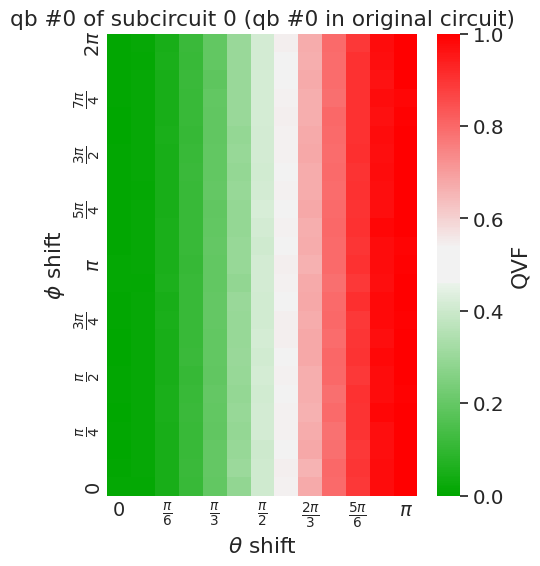 qb #0 of subcircuit 0 (qb #0 in original circuit)
2π
7π/4
3π/2
5π/4
π
3π/4
π/2
π/4
0
ϕ shift
0
π/6
π/3
π/2
2π/3
5π/6
π
θ shift
1.0
0.8
0.6
0.4
0.2
0.0
QVF